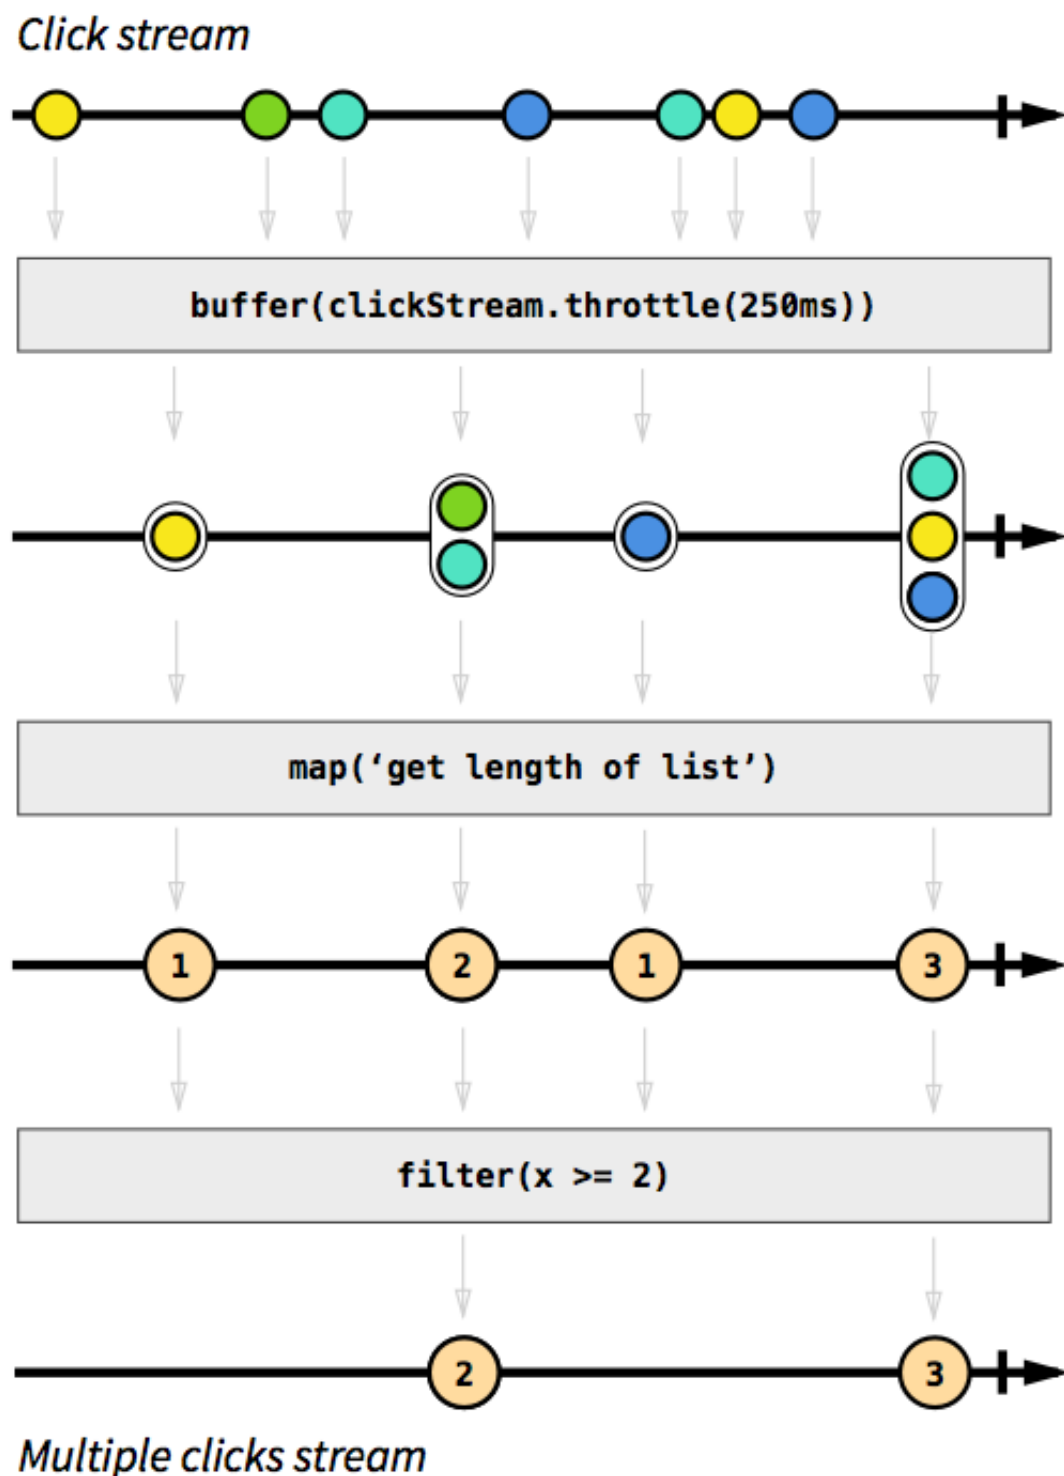 Click stream
buffer(clickStream.throttle(250ms))
map(‘get length of list’)
1 2 1 3
filter(x >= 2)
2 3
Multiple clicks stream